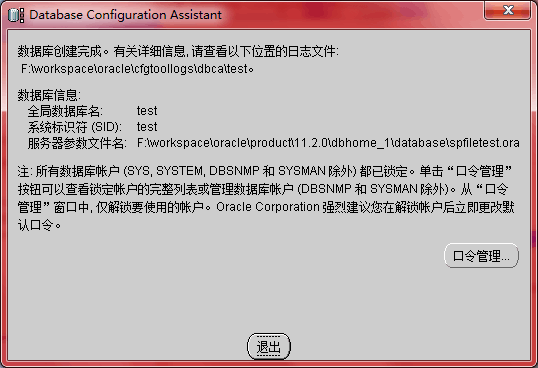 Database Configuration Assistant
数据库创建完成。有关详细信息, 请查看以下位置的日志文件:
F:\workspace\oracle\cfgtoollogs\dbca\test。
数据库信息:
全局数据库名: test
系统标识符 (SID): test
服务器参数文件名: F:\workspace\oracle\product\11.2.0\dbhome_1\database\spfiletest.ora
注: 所有数据库帐户 (SYS, SYSTEM, DBSNMP 和 SYSMAN 除外) 都已锁定。单击“口令管理”
按钮可以查看锁定帐户的完整列表或管理数据库帐户 (DBSNMP 和 SYSMAN 除外)。从“口令
管理”窗口中, 仅解锁要使用的帐户。Oracle Corporation 强烈建议您在解锁帐户后立即更改默
认口令。
口令管理...
退出